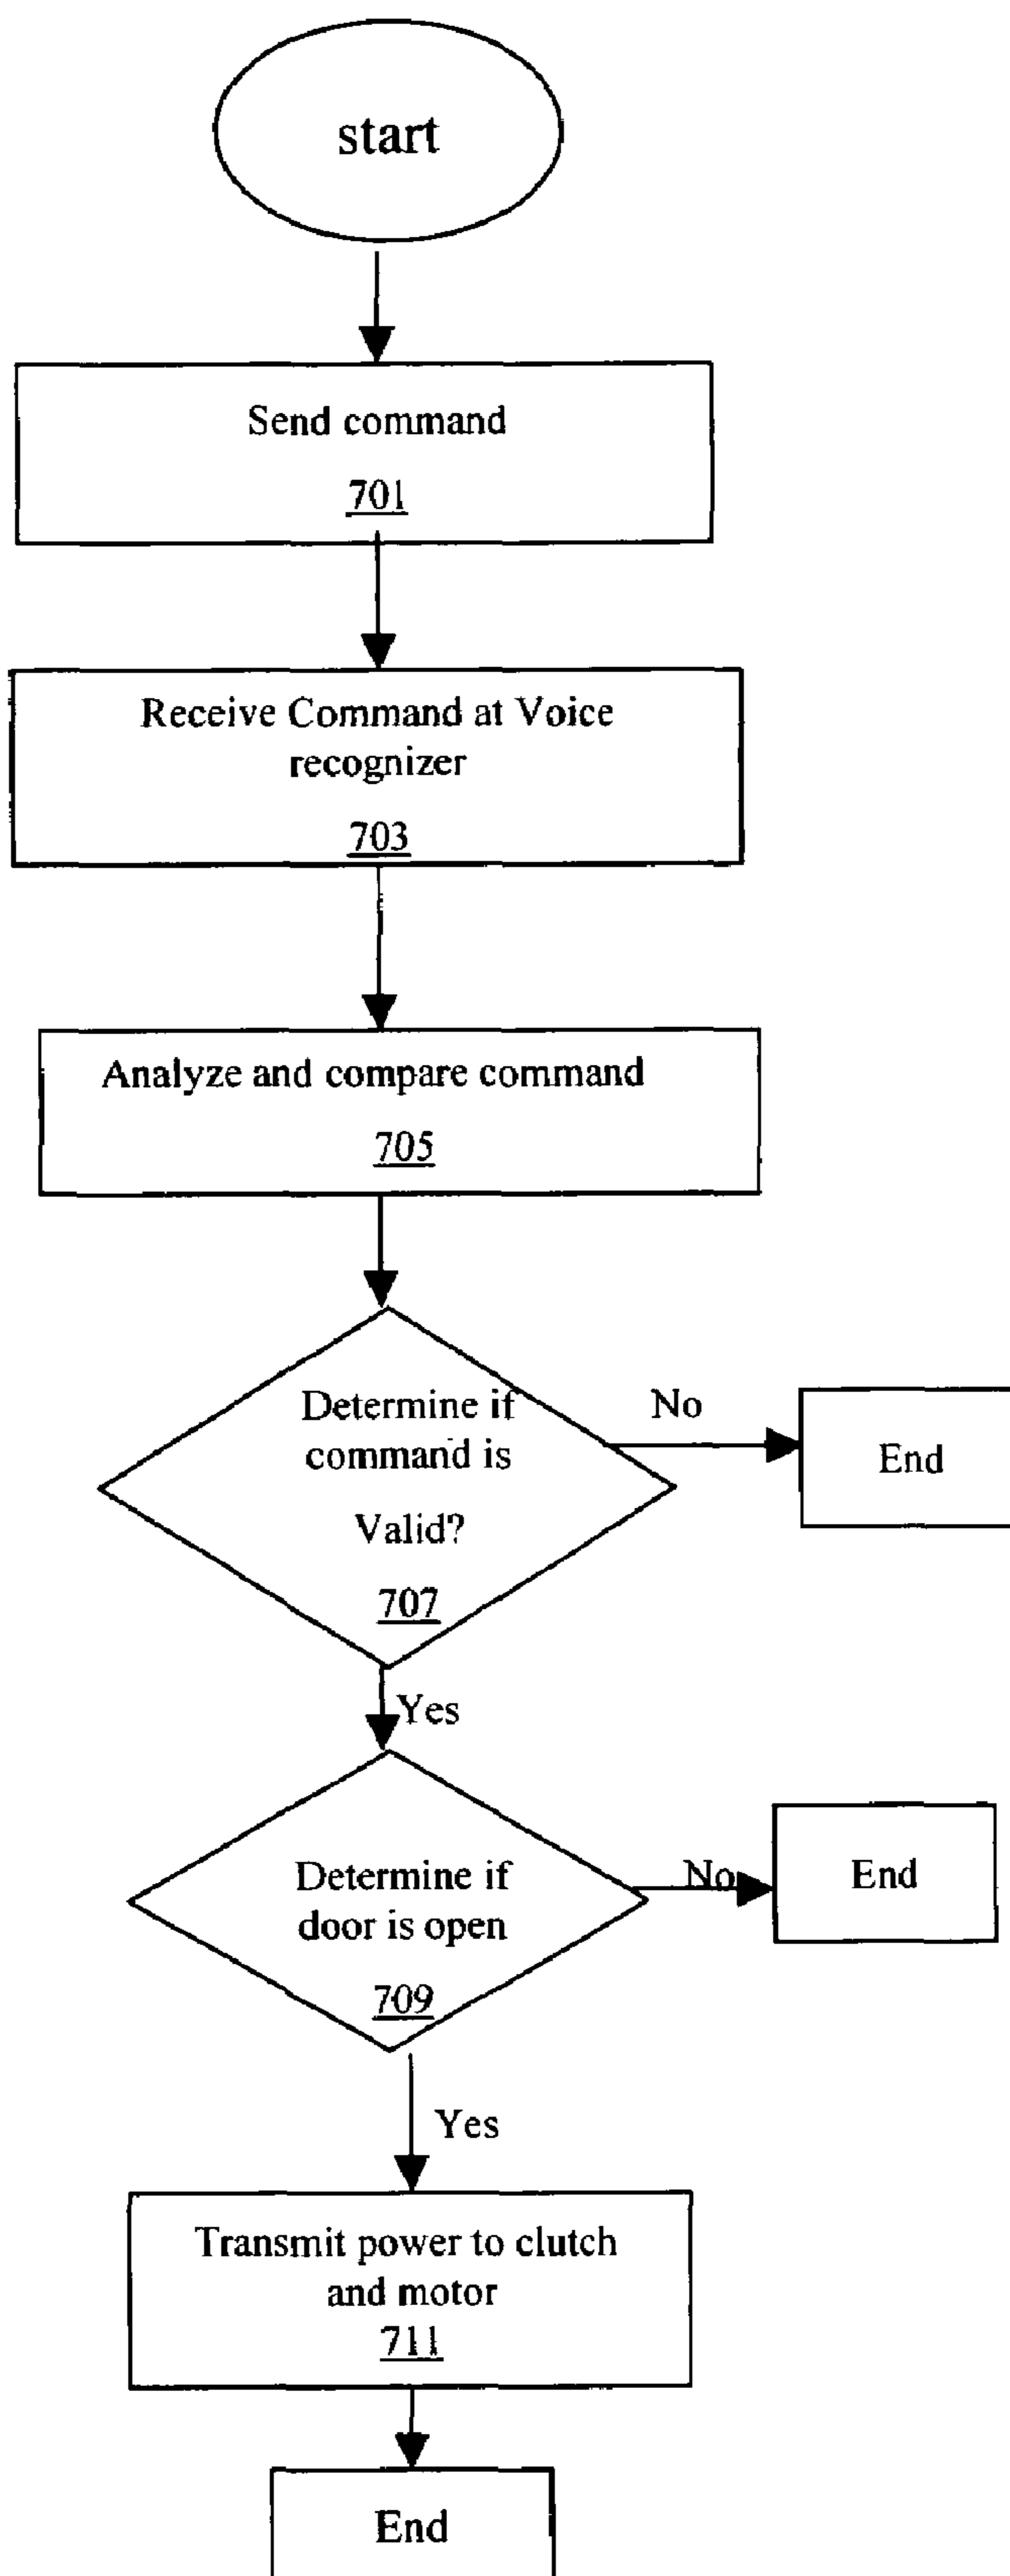 start
Send command
701
Receive Command at Voice
recognizer
703
Analyze and compare command
705
Determine if
command is
Valid?
707
No
End
Yes
Determine if
door is open
709
No
End
Yes
Transmit power to clutch
and motor
711
End